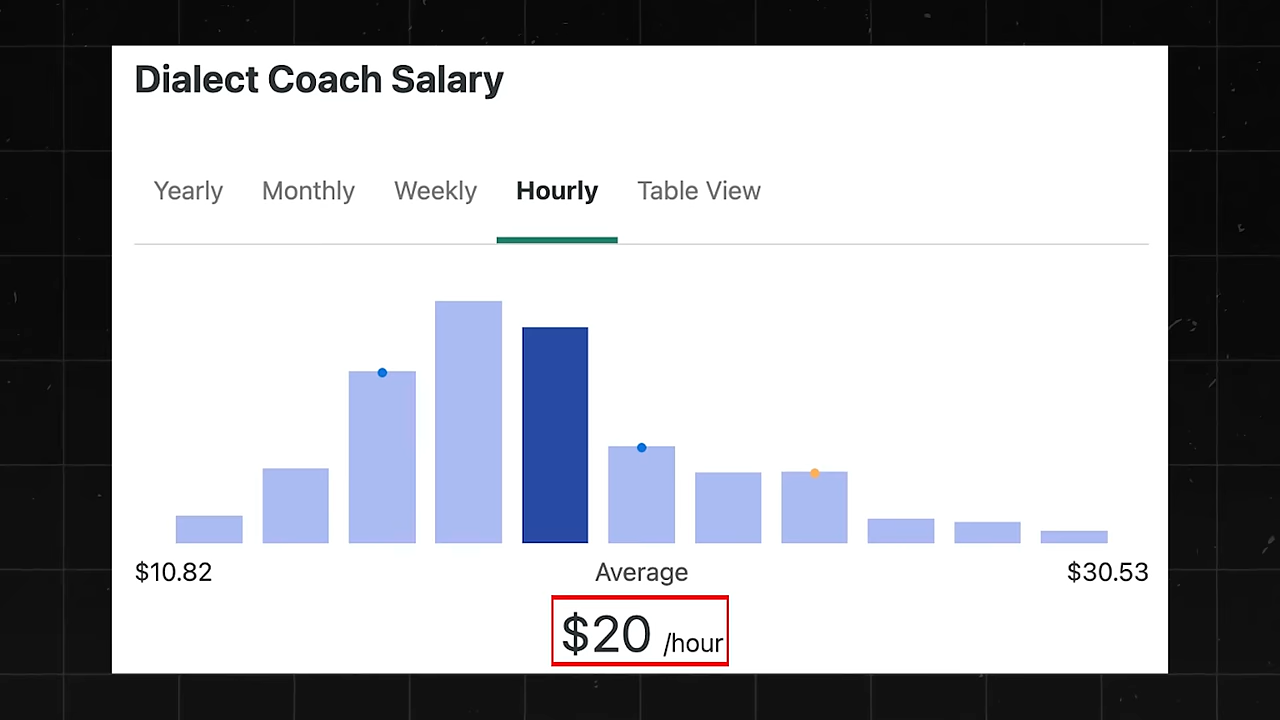 Dialect Coach Salary
Yearly Monthly Weekly Hourly Table View
$10.82 Average $30.53
$20 /hour